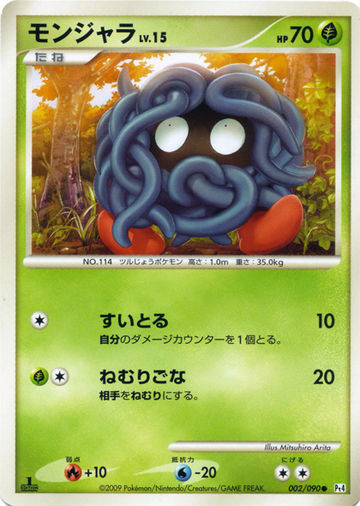 モンジャラ LV.15 HP 70
たね
NO.114 ツルじょうポケモン 高さ：1.0m 重さ：35.0kg
すいとる 10
自分のダメージカウンターを1個とる。
ねむりごな 20
相手をねむりにする。
Illus.Mitsuhiro Arita
弱点 抵抗力 にげる
+10 -20
1 EDITION ©2009 Pokémon/Nintendo/Creatures/GAME FREAK. 002/090● Pt4